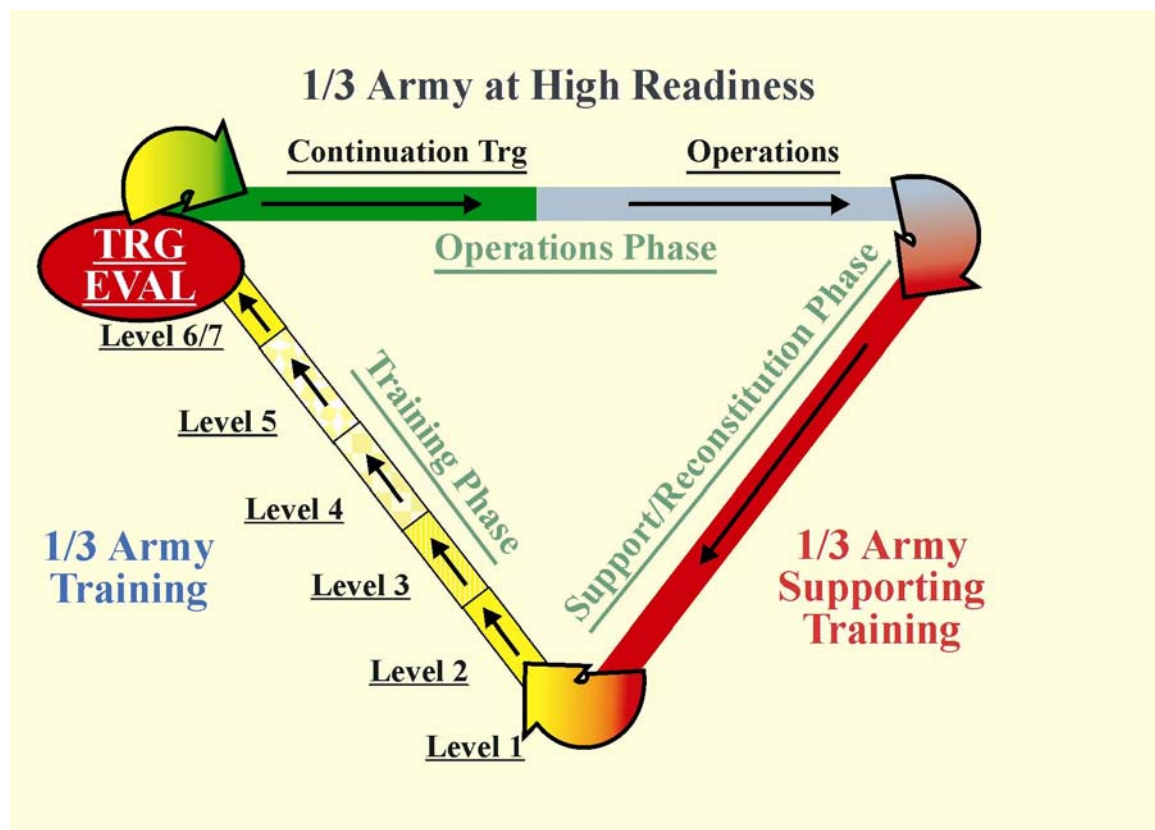 1/3 Army at High Readiness
Continuation Trg
Operations
Operations Phase
TRG
EVAL
Level 6/7
Level 5
Level 4
Level 3
Level 2
Level 1
Training Phase
Support/Reconstitution Phase
1/3 Army
Training
1/3 Army
Supporting
Training